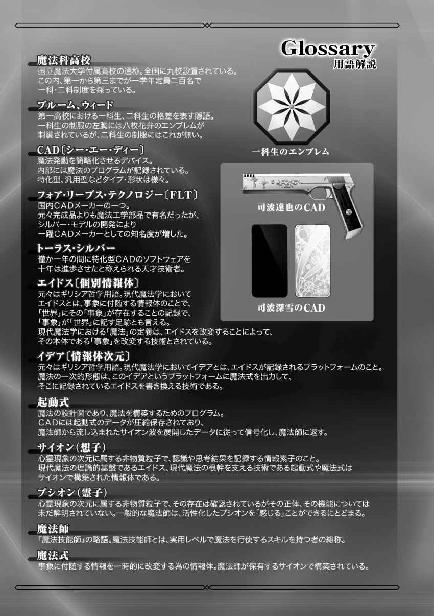 Glossary
用語解説
魔法科高校
国立魔法大学付属高校の通称。全国に九校設置されている。
この内、第一から第三までが一学年定員二百名で
一科・二科制度を採っている。
ブルーム、ウィード
第一高校における一科生、二科生の格差を表す隠語。
一科生の制服の左胸には八枚花弁のエンブレムが
刺繍されているが、二科生の制服にはこれが無い。
一科生のエンブレム
CAD〔シー・エー・ディー〕
魔法発動を簡略化させるデバイス。
内部には魔法のプログラムが記録されている。
特化型、汎用型などタイプ・形状は様々。
フォア・リーブス・テクノロジー〔FLT〕
国内CADメーカーの一つ。
元々完成品よりも魔法工学部品で有名だったが、
シルバー・モデルの開発により
一躍CADメーカーとしての知名度が増した。
司波達也のCAD
トーラス・シルバー
僅か一年の間に特化型CADのソフトウェアを
十年は進歩させたと称えられる天才技術者。
司波深雪のCAD
エイドス〔個別情報体〕
元々はギリシア哲学用語。現代魔法学において
エイドスとは、事象に付随する情報体のことで、
「世界」にその「事象」が存在することの記録で、
「事象」が「世界」に記す足跡とも言える。
現代魔法学における「魔法」の定義は、エイドスを改変することによって、
その本体である「事象」を改変する技術とされている。
イデア〔情報体次元〕
元々はギリシア哲学用語。現代魔法学においてイデアとは、エイドスが記録されるプラットフォームのこと。
魔法の一次的形態は、このイデアというプラットフォームに魔法式を出力して、
そこに記録されているエイドスを書き換える技術である。
起動式
魔法の設計図であり、魔法を構築するためのプログラム。
CADには起動式のデータが圧縮保存されており、
魔法師から流し込まれたサイオン波を展開したデータに従って信号化し、魔法師に返す。
サイオン〔想子〕
心霊現象の次元に属する非物質粒子で、認識や思考結果を記録する情報素子のこと。
現代魔法の理論的基盤であるエイドス、現代魔法の根幹を支える技術である起動式や魔法式は
サイオンで構築された情報体である。
プシオン〔霊子〕
心霊現象の次元に属する非物質粒子で、その存在は確認されているがその正体、その機能については
未だ解明されていない。一般的な魔法師は、活性化したプシオンを「感じる」ことができるにとどまる。
魔法師
『魔法技能師』の略語。魔法技能師とは、実用レベルで魔法を行使するスキルを持つ者の総称。
魔法式
事象に付随する情報を一時的に改変する為の情報体。魔法師が保有するサイオンで構築されている。